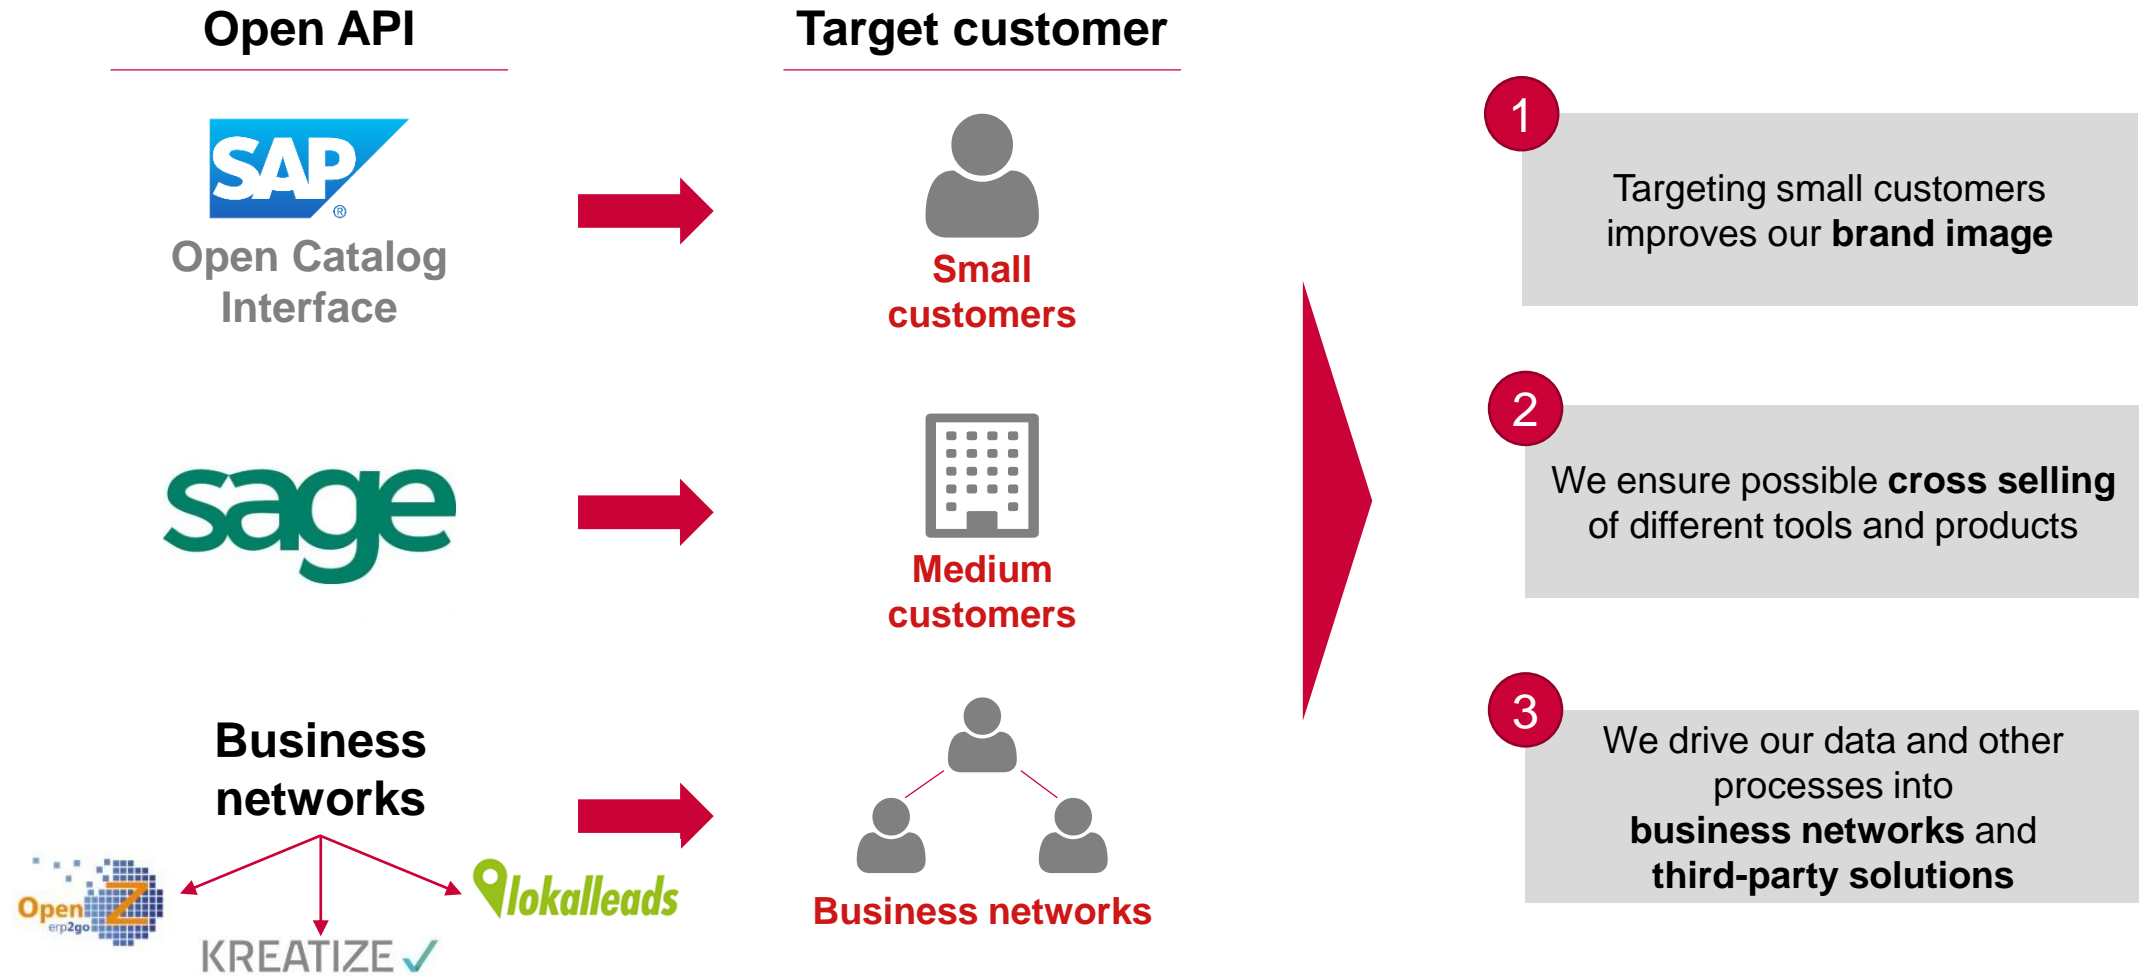 Open API
Target customer
SAP
®
Open Catalog
Interface
Small
customers
1
Targeting small customers
improves our brand image
sage
Medium
customers
2
We ensure possible cross selling
of different tools and products
Business
networks
OpenZ
erp2go
KREATIZE
lokalleads
Business networks
3
We drive our data and other
processes into
business networks and
third-party solutions